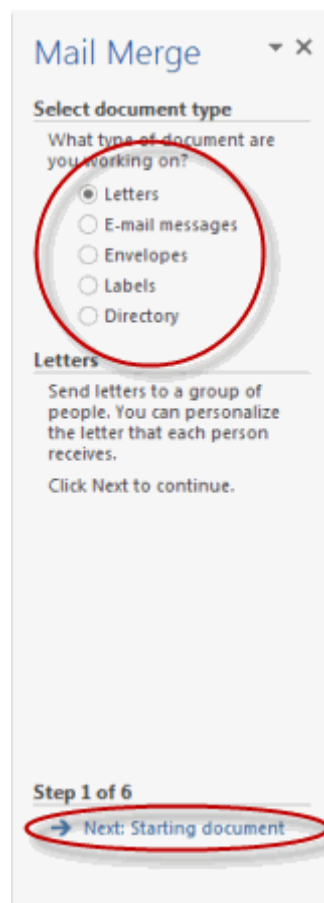 Mail Merge
Select document type
What type of document are
you working on?
Letters
E-mail messages
Envelopes
Labels
Directory
Letters
Send letters to a group of
people. You can personalize
the letter that each person
receives.
Click Next to continue.
Step 1 of 6
Next: Starting document